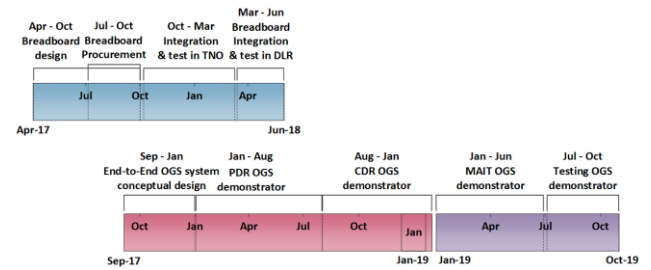 Apr - Oct
Breadboard
design
Jul - Oct
Breadboard
Procurement
Oct - Mar
Integration
& test in TNO
Mar - Jun
Breadboard
Integration
& test in DLR
Jul
Oct
Jan
Apr
Apr-17
Jun-18
Sep - Jan
End-to-End OGS system
conceptual design
Jan - Aug
PDR OGS
demonstrator
Aug - Jan
CDR OGS
demonstrator
Jan - Jun
MAIT OGS
demonstrator
Jul - Oct
Testing OGS
demonstrator
Oct
Jan
Apr
Jul
Oct
Jan
Apr
Jul
Oct
Sep-17
Jan-19
Jan-19
Oct-19